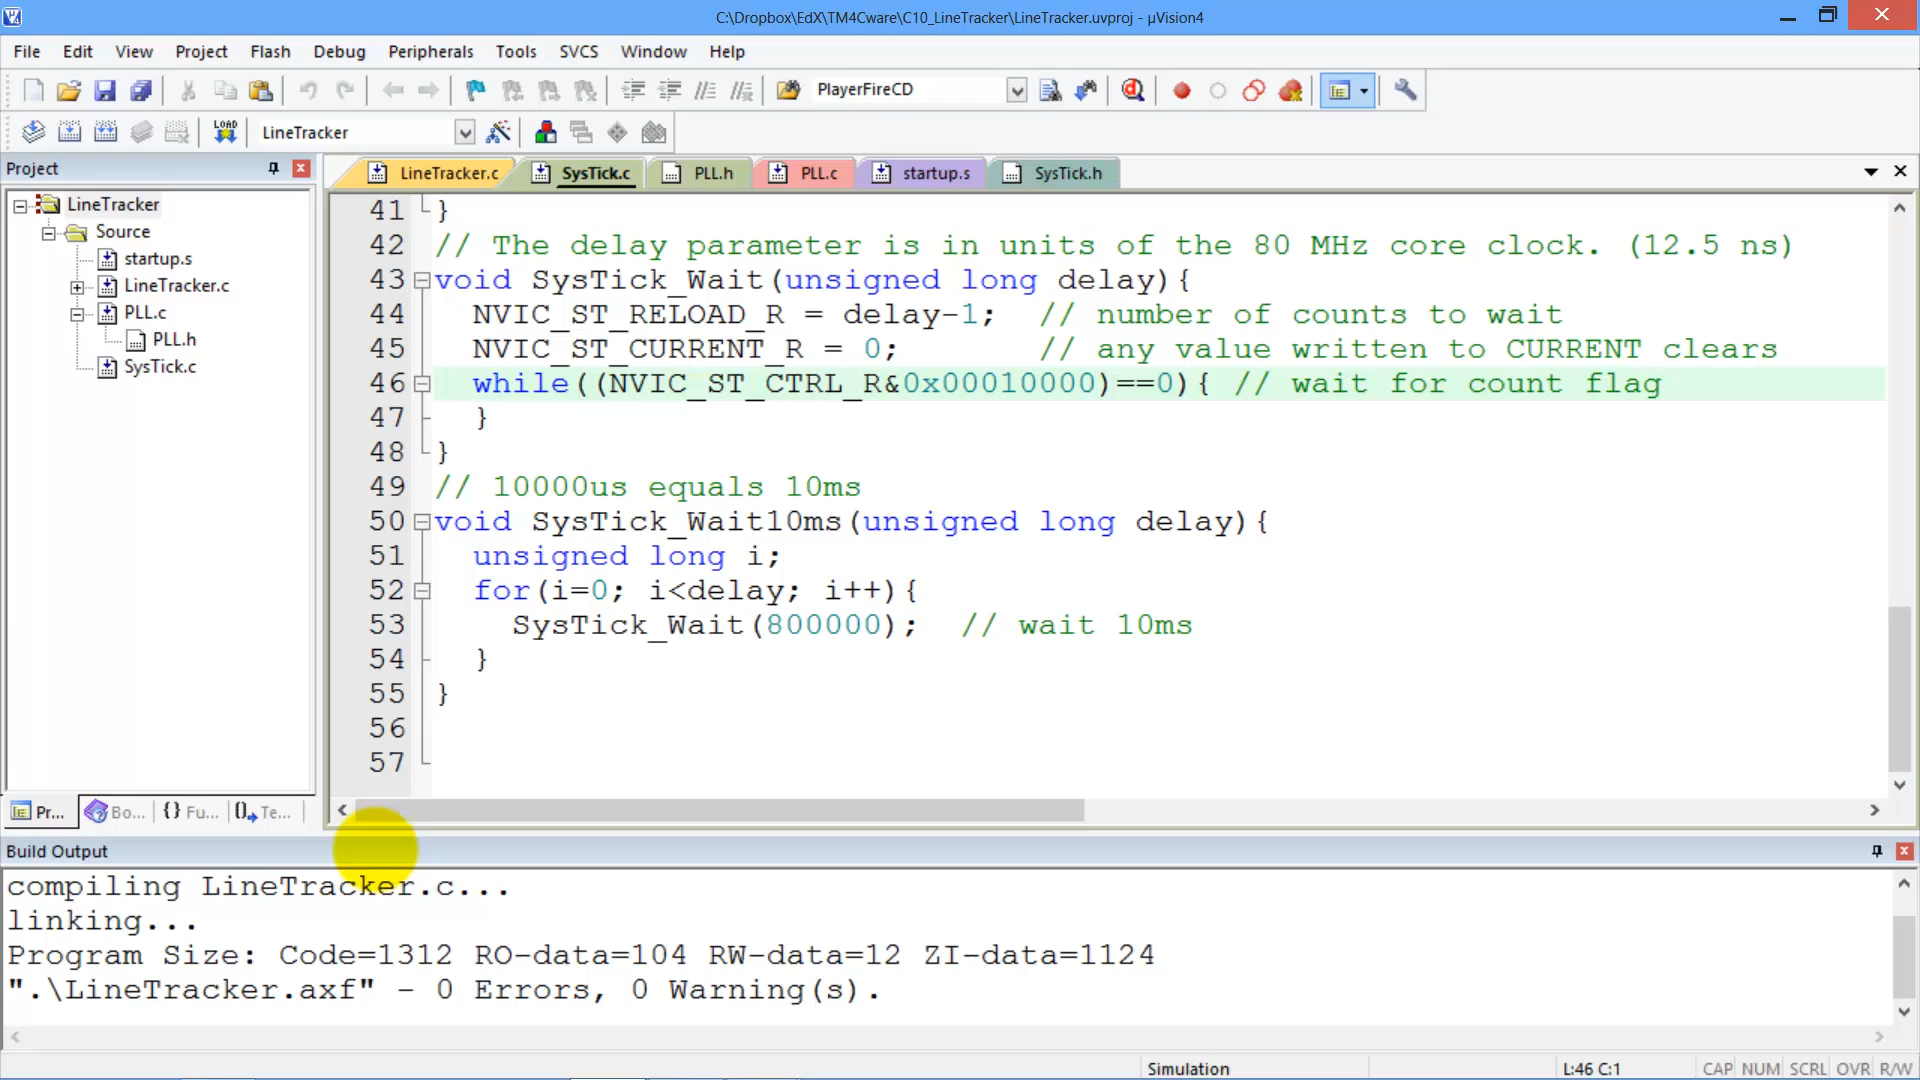 C:\Dropbox\EdX\TM4Cware\C10_LineTracker\LineTracker.uvproj - µVision4
File Edit View Project Flash Debug Peripherals Tools SVCS Window Help
PlayerFireCD
LOAD LineTracker
Project
LineTracker.c SysTick.c PLL.h PLL.c startup.s SysTick.h
LineTracker
Source
startup.s
LineTracker.c
PLL.c
PLL.h
SysTick.c
41 }
42 // The delay parameter is in units of the 80 MHz core clock. (12.5 ns)
43 void SysTick_Wait(unsigned long delay){
44 NVIC_ST_RELOAD_R = delay-1; // number of counts to wait
45 NVIC_ST_CURRENT_R = 0; // any value written to CURRENT clears
46 while((NVIC_ST_CTRL_R&0x00010000)==0){ // wait for count flag
47 }
48 }
49 // 10000us equals 10ms
50 void SysTick_Wait10ms(unsigned long delay){
51 unsigned long i;
52 for(i=0; i<delay; i++){
53 SysTick_Wait(800000); // wait 10ms
54 }
55 }
56
57
Pr... Bo... {} Fu... Te...
Build Output
compiling LineTracker.c...
linking...
Program Size: Code=1312 RO-data=104 RW-data=12 ZI-data=1124
".\LineTracker.axf" - 0 Errors, 0 Warning(s).
Simulation L:46 C:1 CAP NUM SCRL OVR R/W